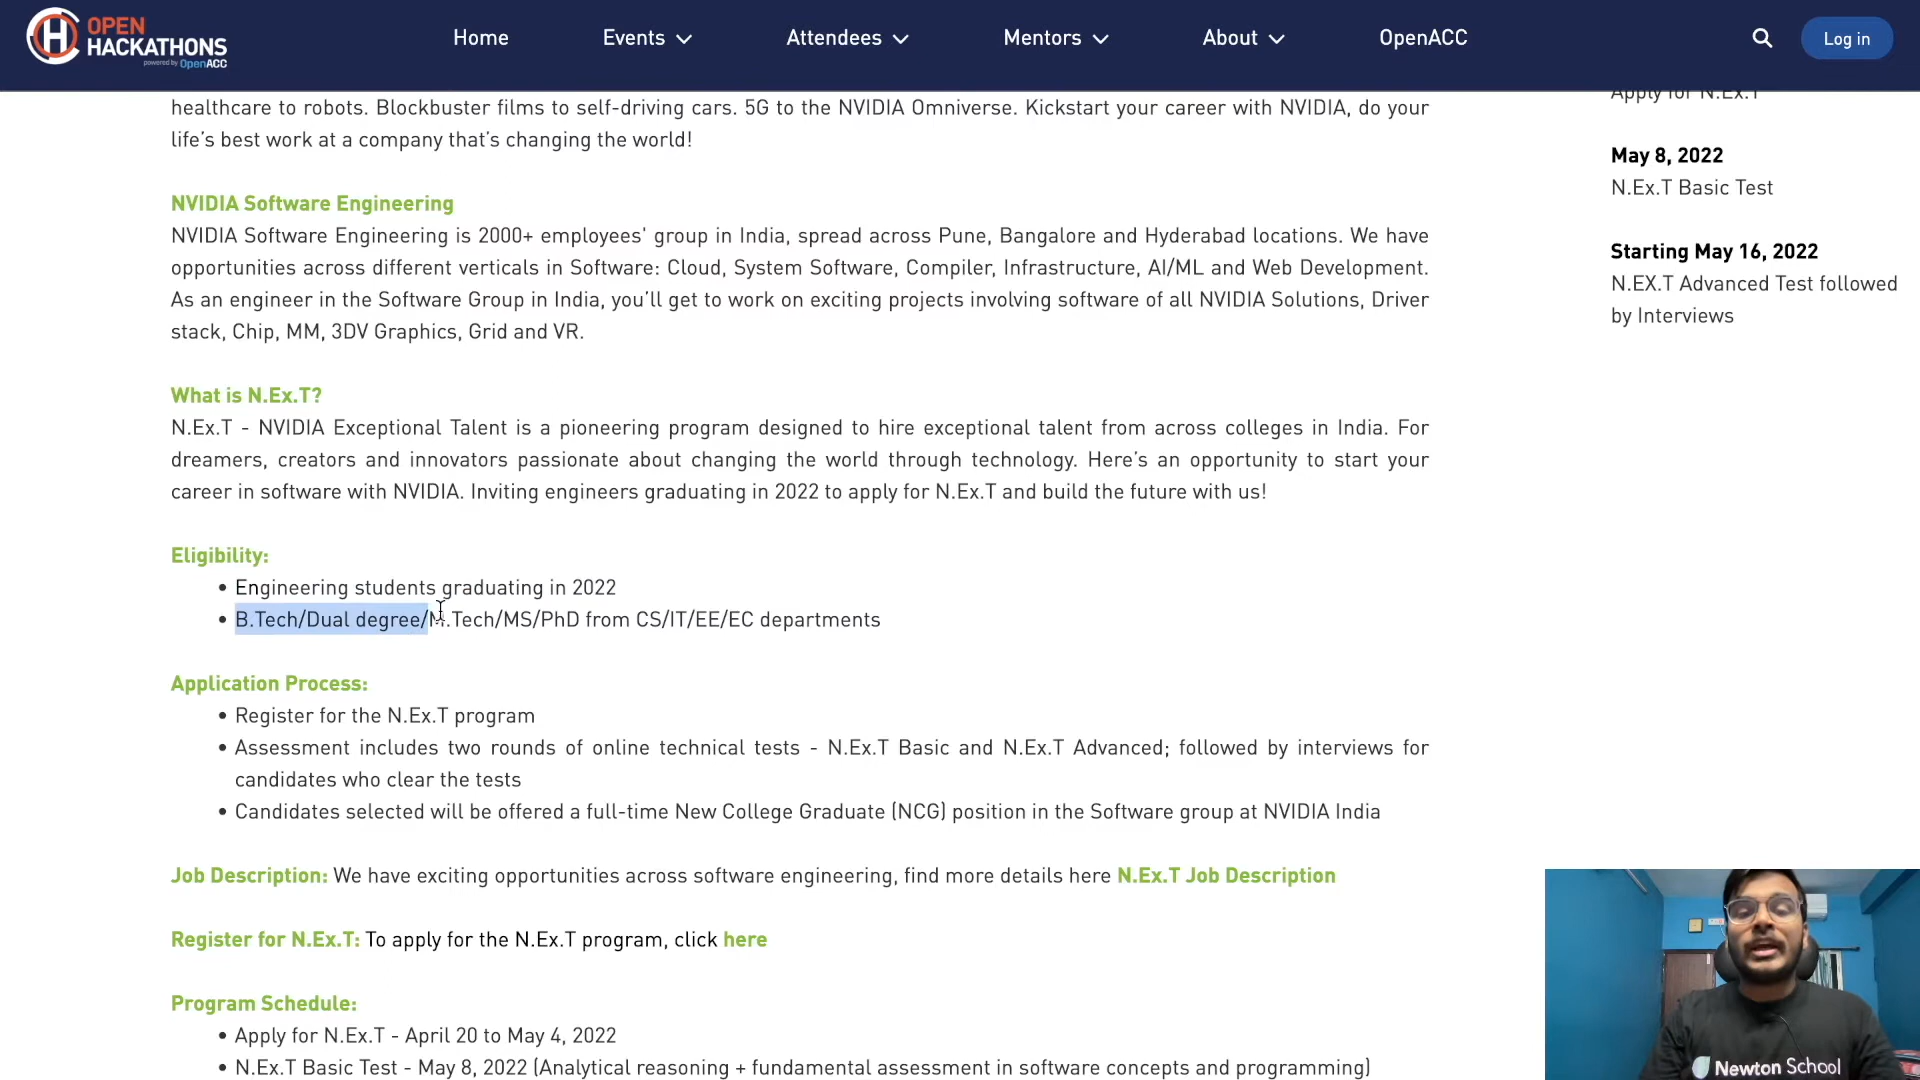 OPEN HACKATHONS powered by OpenACC
Home Events Attendees Mentors About OpenACC Log in
healthcare to robots. Blockbuster films to self-driving cars. 5G to the NVIDIA Omniverse. Kickstart your career with NVIDIA, do your
life’s best work at a company that’s changing the world!
NVIDIA Software Engineering
NVIDIA Software Engineering is 2000+ employees' group in India, spread across Pune, Bangalore and Hyderabad locations. We have
opportunities across different verticals in Software: Cloud, System Software, Compiler, Infrastructure, AI/ML and Web Development.
As an engineer in the Software Group in India, you’ll get to work on exciting projects involving software of all NVIDIA Solutions, Driver
stack, Chip, MM, 3DV Graphics, Grid and VR.
What is N.Ex.T?
N.Ex.T - NVIDIA Exceptional Talent is a pioneering program designed to hire exceptional talent from across colleges in India. For
dreamers, creators and innovators passionate about changing the world through technology. Here’s an opportunity to start your
career in software with NVIDIA. Inviting engineers graduating in 2022 to apply for N.Ex.T and build the future with us!
Eligibility:
• Engineering students graduating in 2022
• B.Tech/Dual degree/M.Tech/MS/PhD from CS/IT/EE/EC departments
Application Process:
• Register for the N.Ex.T program
• Assessment includes two rounds of online technical tests - N.Ex.T Basic and N.Ex.T Advanced; followed by interviews for
candidates who clear the tests
• Candidates selected will be offered a full-time New College Graduate (NCG) position in the Software group at NVIDIA India
Job Description: We have exciting opportunities across software engineering, find more details here N.Ex.T Job Description
Register for N.Ex.T: To apply for the N.Ex.T program, click here
Program Schedule:
• Apply for N.Ex.T - April 20 to May 4, 2022
• N.Ex.T Basic Test - May 8, 2022 (Analytical reasoning + fundamental assessment in software concepts and programming)
Apply for N.Ex.T
May 8, 2022
N.Ex.T Basic Test
Starting May 16, 2022
N.EX.T Advanced Test followed
by Interviews
Newton School